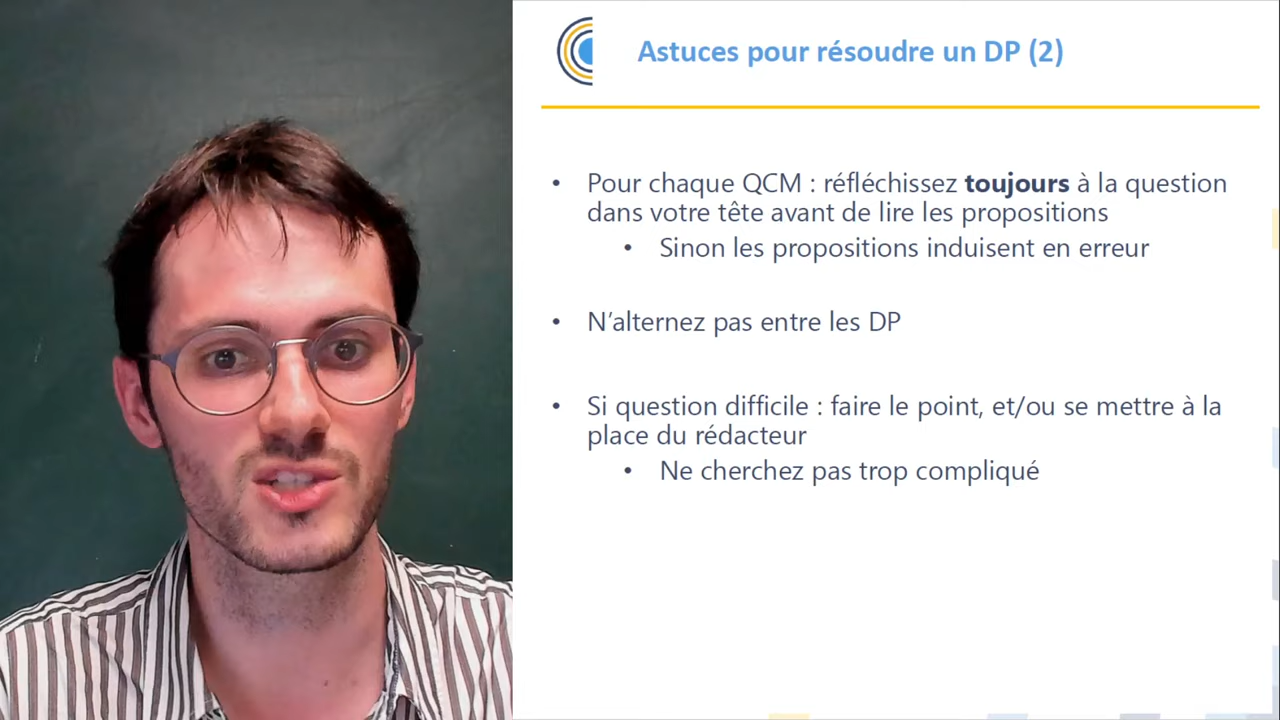 Astuces pour résoudre un DP (2)
• Pour chaque QCM : réfléchissez toujours à la question
dans votre tête avant de lire les propositions
• Sinon les propositions induisent en erreur
• N’alternez pas entre les DP
• Si question difficile : faire le point, et/ou se mettre à la
place du rédacteur
• Ne cherchez pas trop compliqué